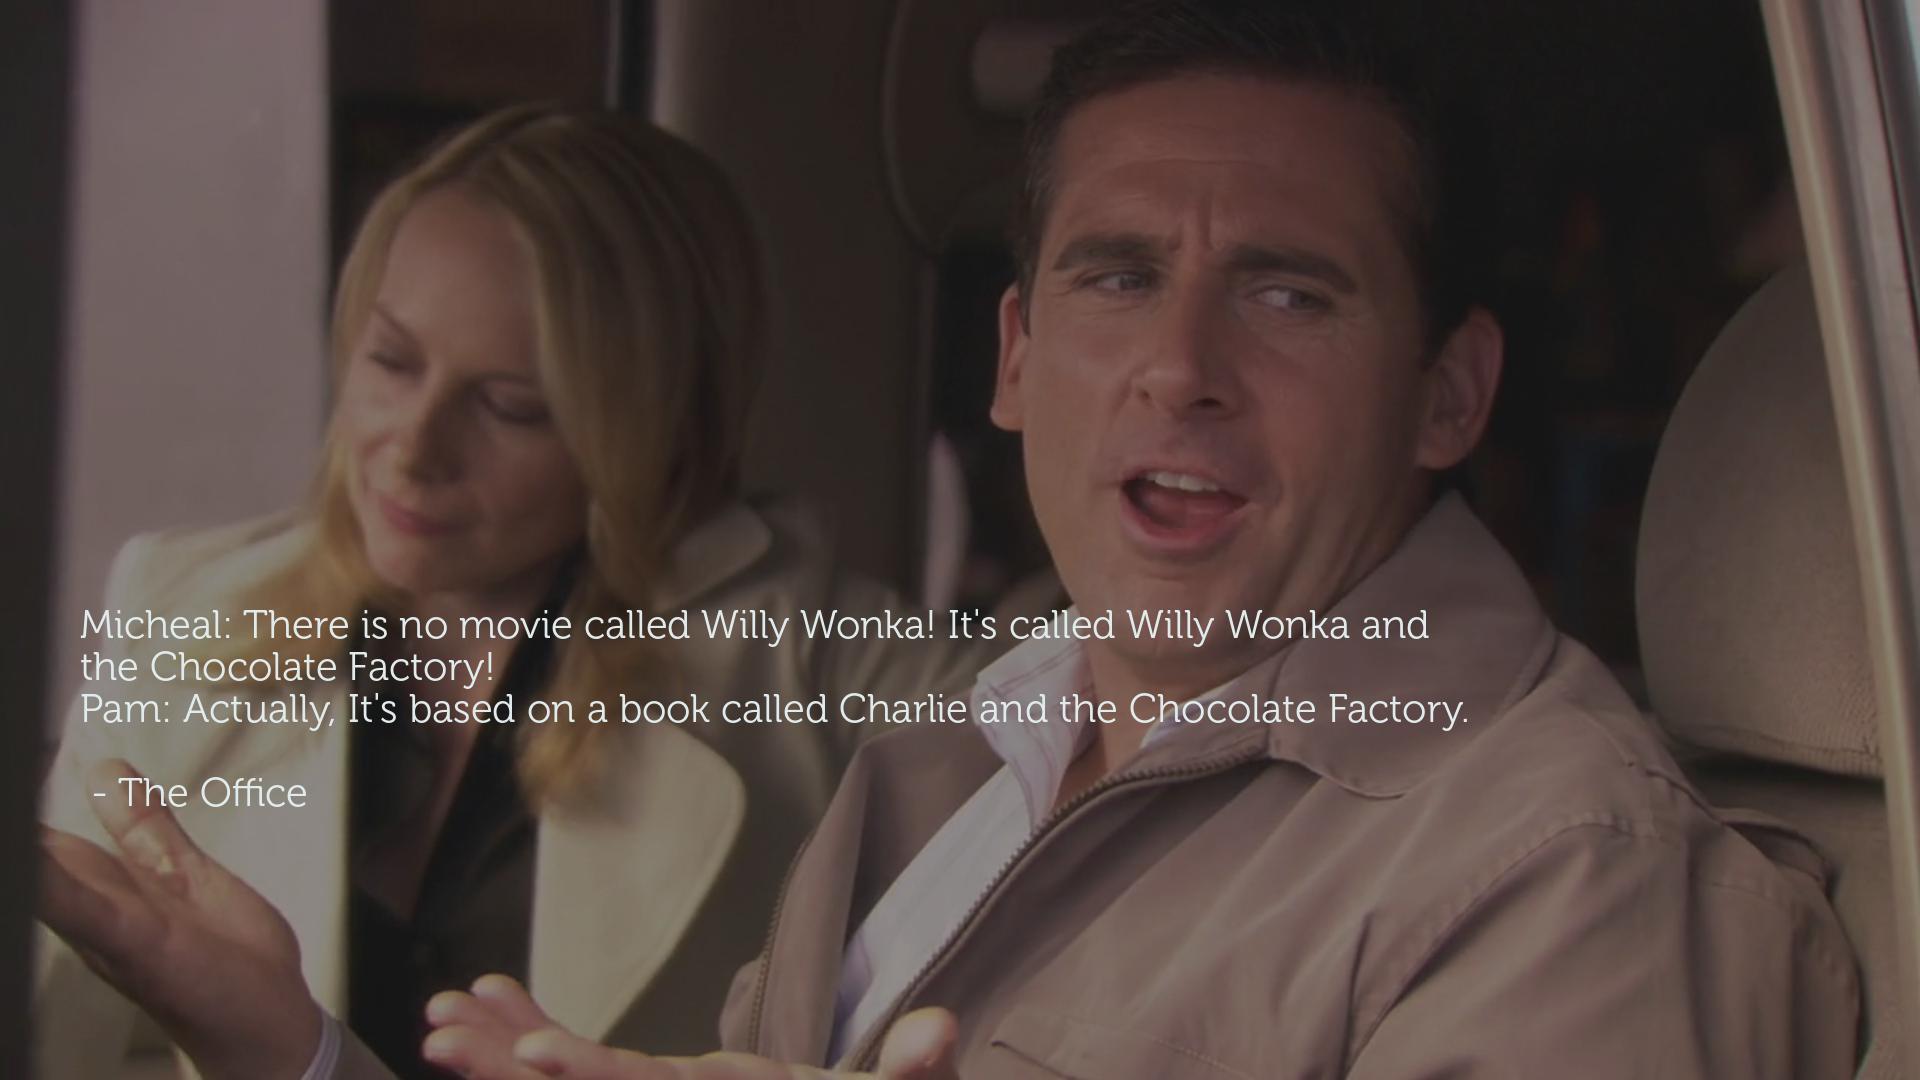 Micheal: There is no movie called Willy Wonka! It's called Willy Wonka and
the Chocolate Factory!
Pam: Actually, It's based on a book called Charlie and the Chocolate Factory.
- The Office